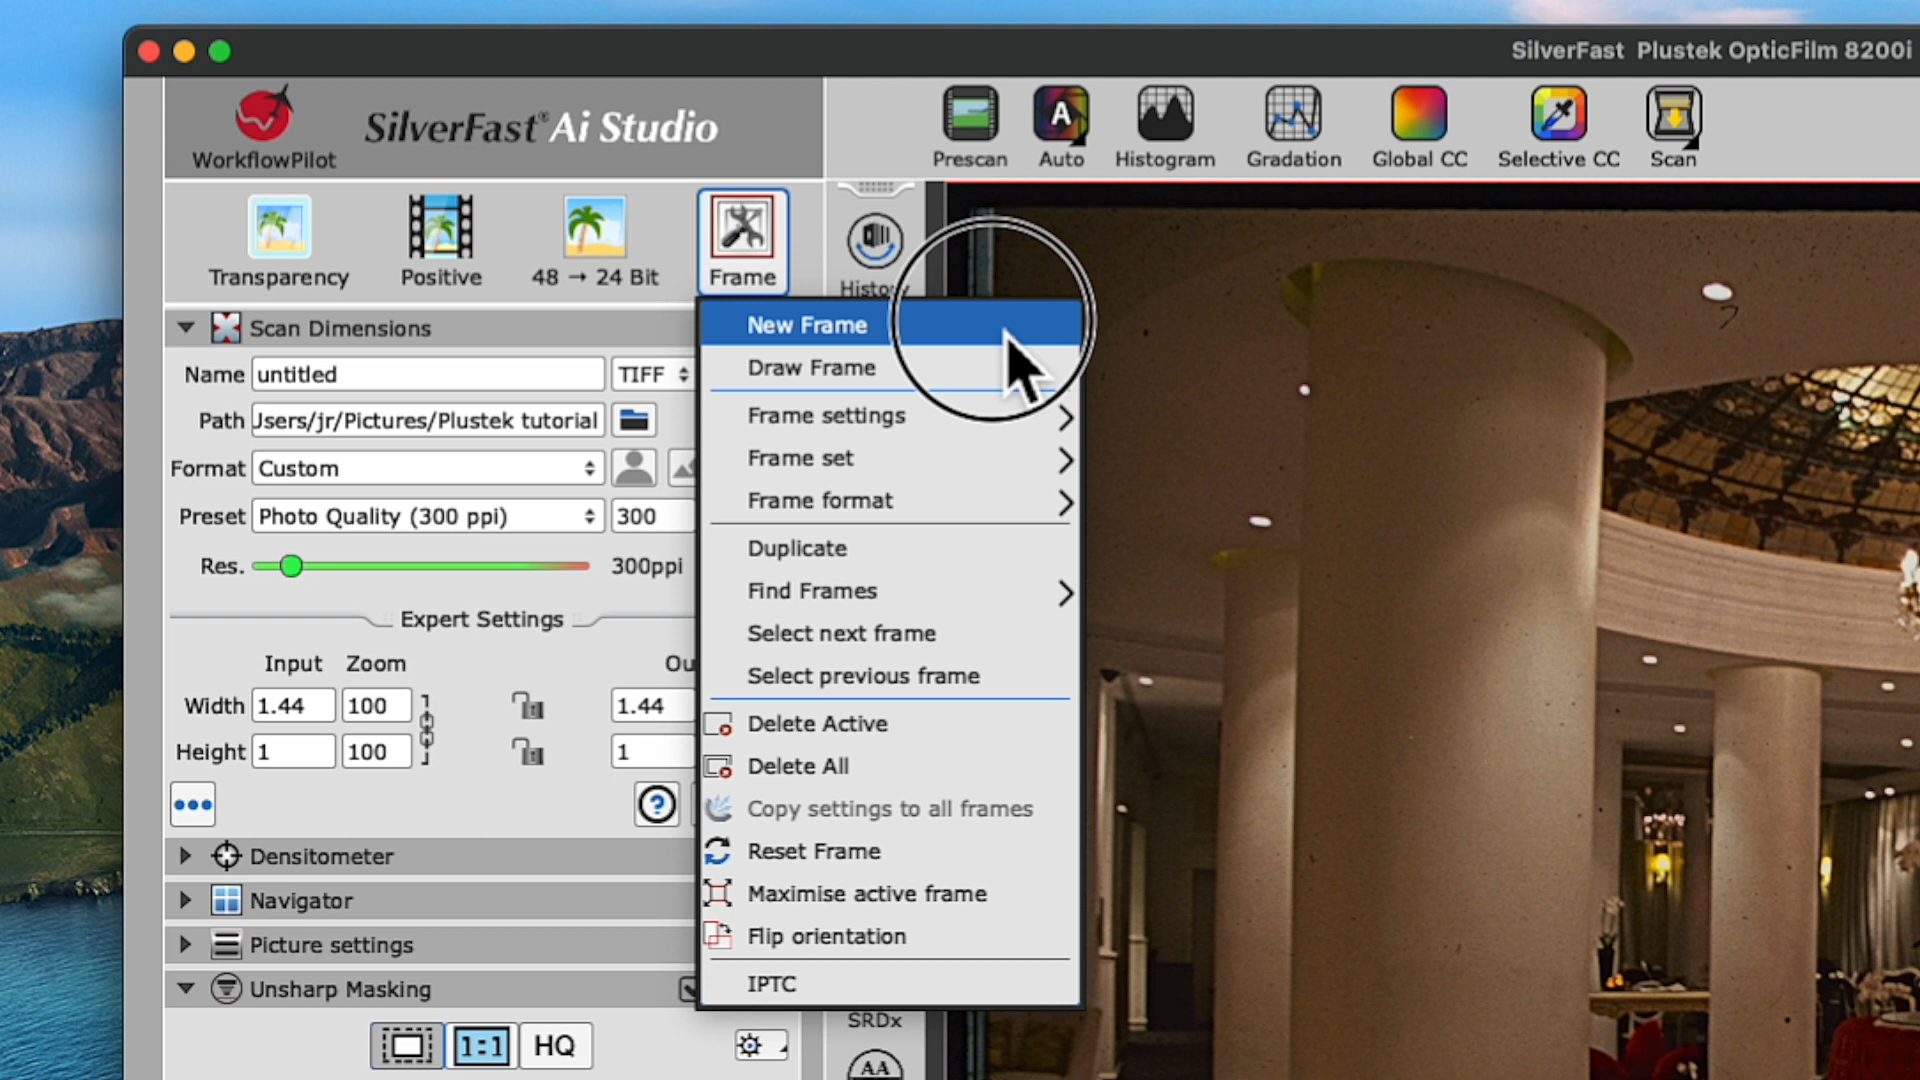 SilverFast Plustek OpticFilm 8200i
WorkflowPilot
SilverFast® Ai Studio
Prescan
A
Auto
Histogram
Gradation
Global CC
Selective CC
Scan
Transparency
Positive
48 → 24 Bit
Frame
History
Scan Dimensions
Name untitled TIFF
Path Jsers/jr/Pictures/Plustek tutorial
Format Custom
Preset Photo Quality (300 ppi) 300
Res. 300ppi
Expert Settings
Input Zoom Ou
Width 1.44 100 1.44
Height 1 100 1
?
Densitometer
Navigator
Picture settings
Unsharp Masking
1:1 HQ
New Frame
Draw Frame
Frame settings
Frame set
Frame format
Duplicate
Find Frames
Select next frame
Select previous frame
Delete Active
Delete All
Copy settings to all frames
Reset Frame
Maximise active frame
Flip orientation
IPTC
SRDx
AA